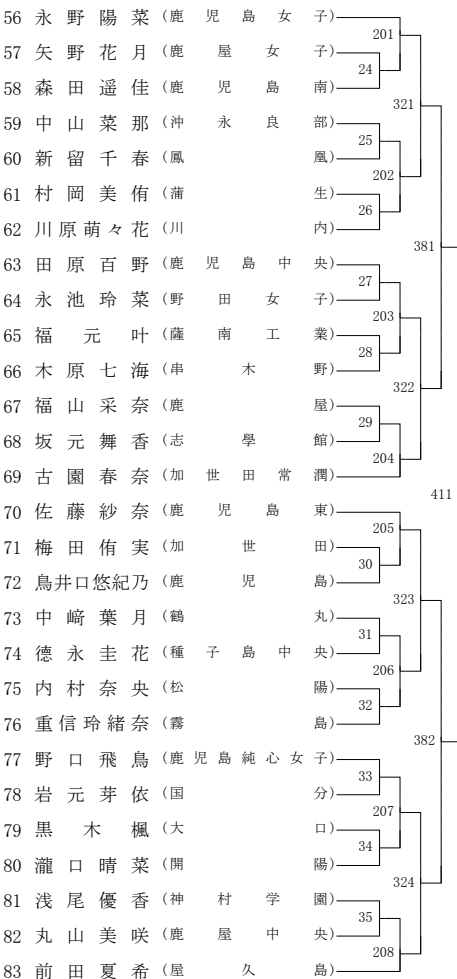 56 永野陽菜 (鹿児島女子)
201
57 矢野花月 (鹿屋女子)
24
58 森田遥佳 (鹿児島南)
321
59 中山菜那 (沖永良部)
25
60 新留千春 (鳳凰)
202
61 村岡美侑 (蒲生)
26
62 川原萌々花 (川内)
381
63 田原百野 (鹿児島中央)
27
64 永池玲菜 (野田女子)
203
65 福元叶 (薩南工業)
28
66 木原七海 (串木野)
322
67 福山采奈 (鹿屋)
29
68 坂元舞香 (志學館)
204
69 古園春奈 (加世田常潤)
411
70 佐藤紗奈 (鹿児島東)
205
71 梅田侑実 (加世田)
30
72 鳥井口悠紀乃 (鹿児島)
323
73 中﨑葉月 (鶴丸)
31
74 德永圭花 (種子島中央)
206
75 内村奈央 (松陽)
32
76 重信玲緒奈 (霧島)
382
77 野口飛鳥 (鹿児島純心女子)
33
78 岩元芽依 (国分)
207
79 黒木楓 (大口)
34
80 瀧口晴菜 (開陽)
324
81 浅尾優香 (神村学園)
35
82 丸山美咲 (鹿屋中央)
208
83 前田夏希 (屋久島)